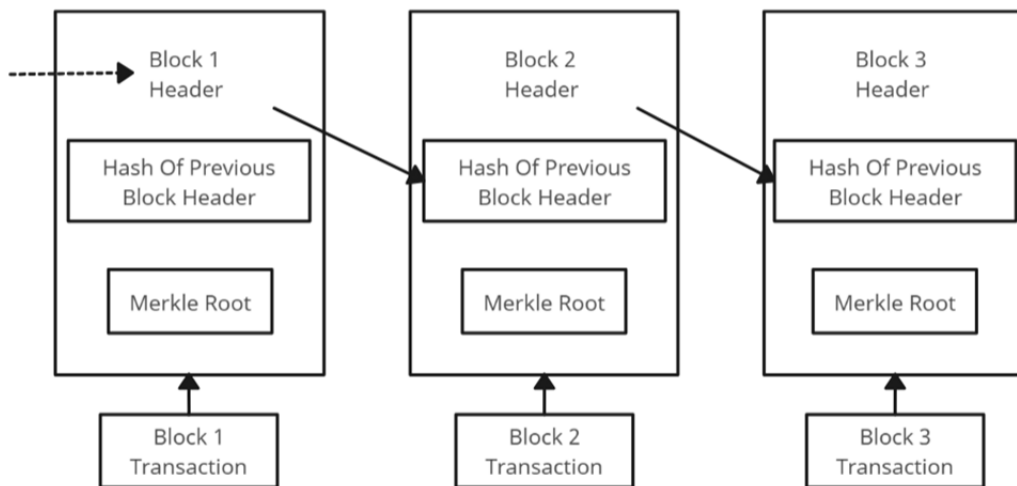 Block 1
Header
Hash Of Previous
Block Header
Merkle Root
Block 1
Transaction
Block 2
Header
Hash Of Previous
Block Header
Merkle Root
Block 2
Transaction
Block 3
Header
Hash Of Previous
Block Header
Merkle Root
Block 3
Transaction